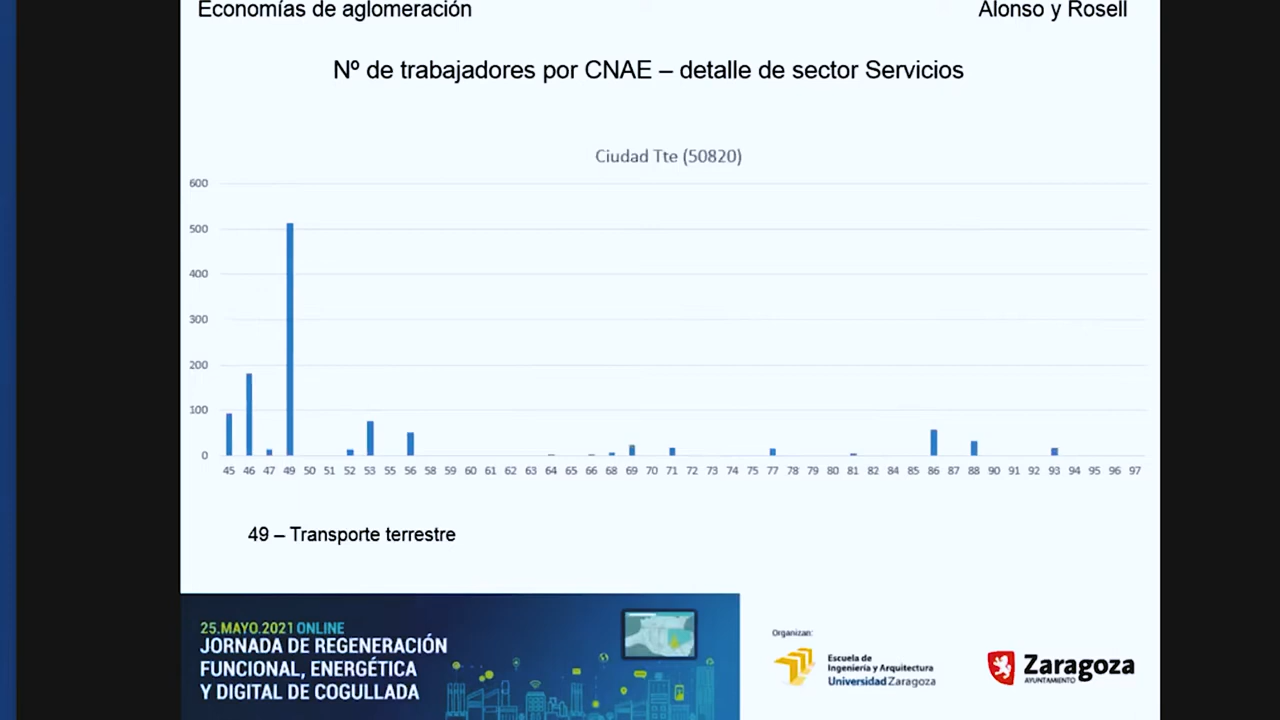 Economías de aglomeración
Alonso y Rosell
Nº de trabajadores por CNAE – detalle de sector Servicios
Ciudad Tte (50820)
600
500
400
300
200
100
0
45 46 47 49 50 51 52 53 55 56 58 59 60 61 62 63 64 65 66 68 69 70 71 72 73 74 75 77 78 79 80 81 82 84 85 86 87 88 90 91 92 93 94 95 96 97
49 – Transporte terrestre
25.MAYO.2021 ONLINE
JORNADA DE REGENERACIÓN
FUNCIONAL, ENERGÉTICA
Y DIGITAL DE COGULLADA
Organizan:
Escuela de
Ingeniería y Arquitectura
Universidad Zaragoza
Zaragoza
AYUNTAMIENTO